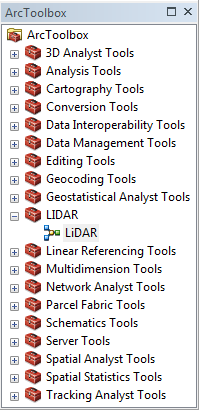 ArcToolbox
ArcToolbox
3D Analyst Tools
Analysis Tools
Cartography Tools
Conversion Tools
Data Interoperability Tools
Data Management Tools
Editing Tools
Geocoding Tools
Geostatistical Analyst Tools
LIDAR
LiDAR
Linear Referencing Tools
Multidimension Tools
Network Analyst Tools
Parcel Fabric Tools
Schematics Tools
Server Tools
Spatial Analyst Tools
Spatial Statistics Tools
Tracking Analyst Tools